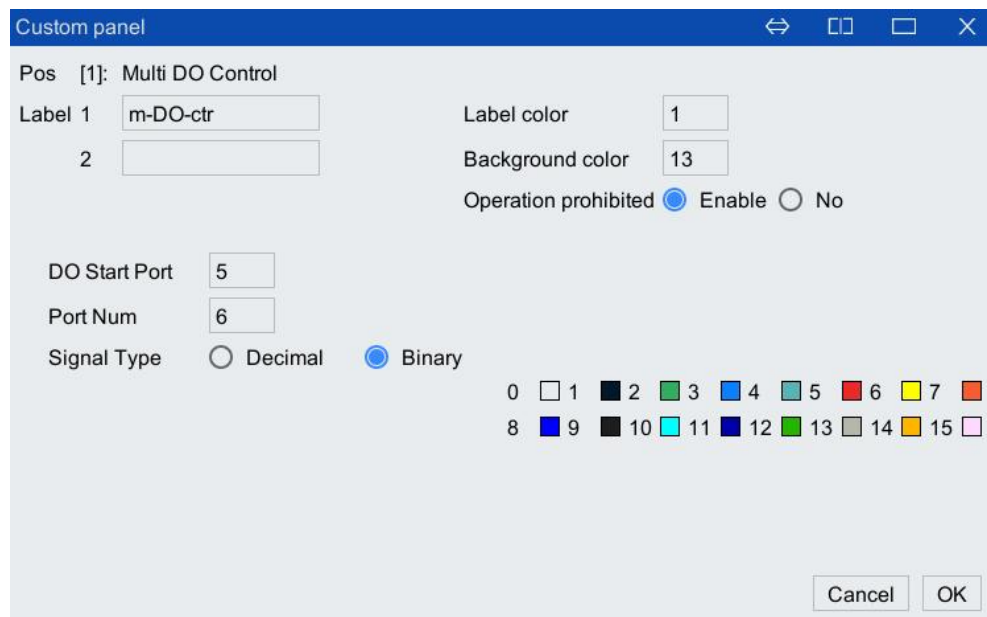 Custom panel
Pos [1]: Multi DO Control
Label 1 m-DO-ctr Label color 1
2 Background color 13
Operation prohibited Enable No
DO Start Port 5
Port Num 6
Signal Type Decimal Binary
0 1 2 3 4 5 6 7
8 9 10 11 12 13 14 15
Cancel OK